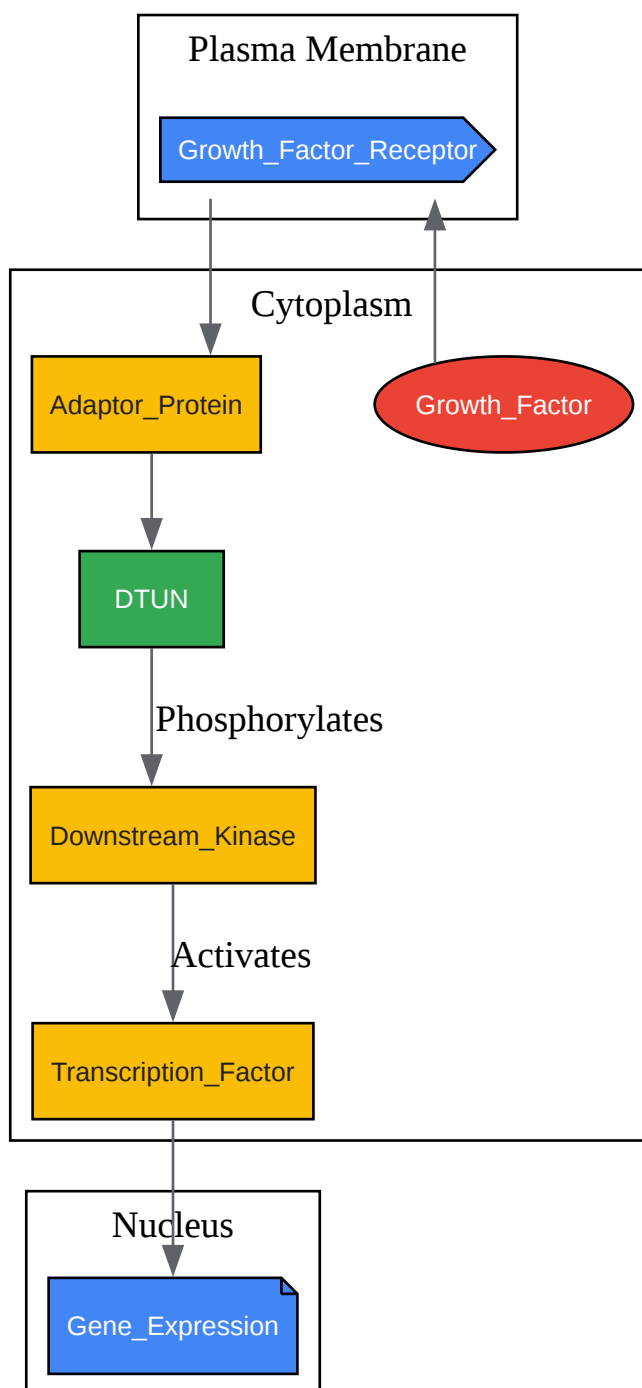 Plasma Membrane
Growth_Factor_Receptor
Cytoplasm
Adaptor_Protein
Growth_Factor
DTUN
Phosphorylates
Downstream_Kinase
Activates
Transcription_Factor
Nucleus
Gene_Expression